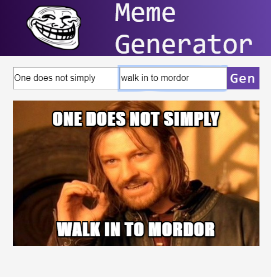 Meme
Generator
One does not simply
walk in to mordor
Gen
ONE DOES NOT SIMPLY
WALK IN TO MORDOR